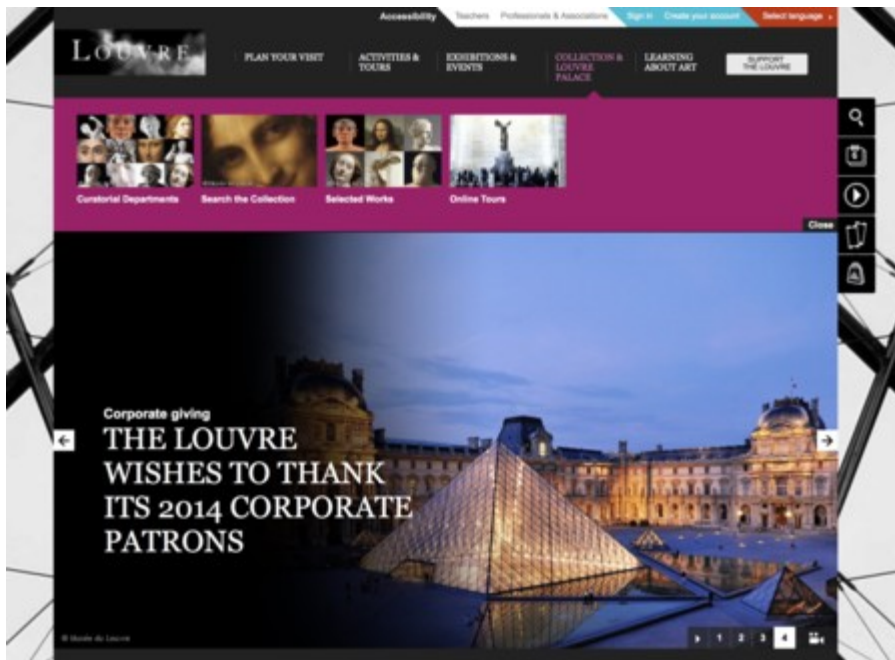 Accessibility Teachers Professionals & Associations Sign in Create your account Select language
LOUVRE
PLAN YOUR VISIT
ACTIVITIES &
TOURS
EXHIBITIONS &
EVENTS
COLLECTION &
LOUVRE
PALACE
LEARNING
ABOUT ART
SUPPORT
THE LOUVRE
Curatorial Departments Search the Collection Selected Works Online Tours
Close
Corporate giving
THE LOUVRE
WISHES TO THANK
ITS 2014 CORPORATE
PATRONS
© Musée du Louvre
1 2 3 4